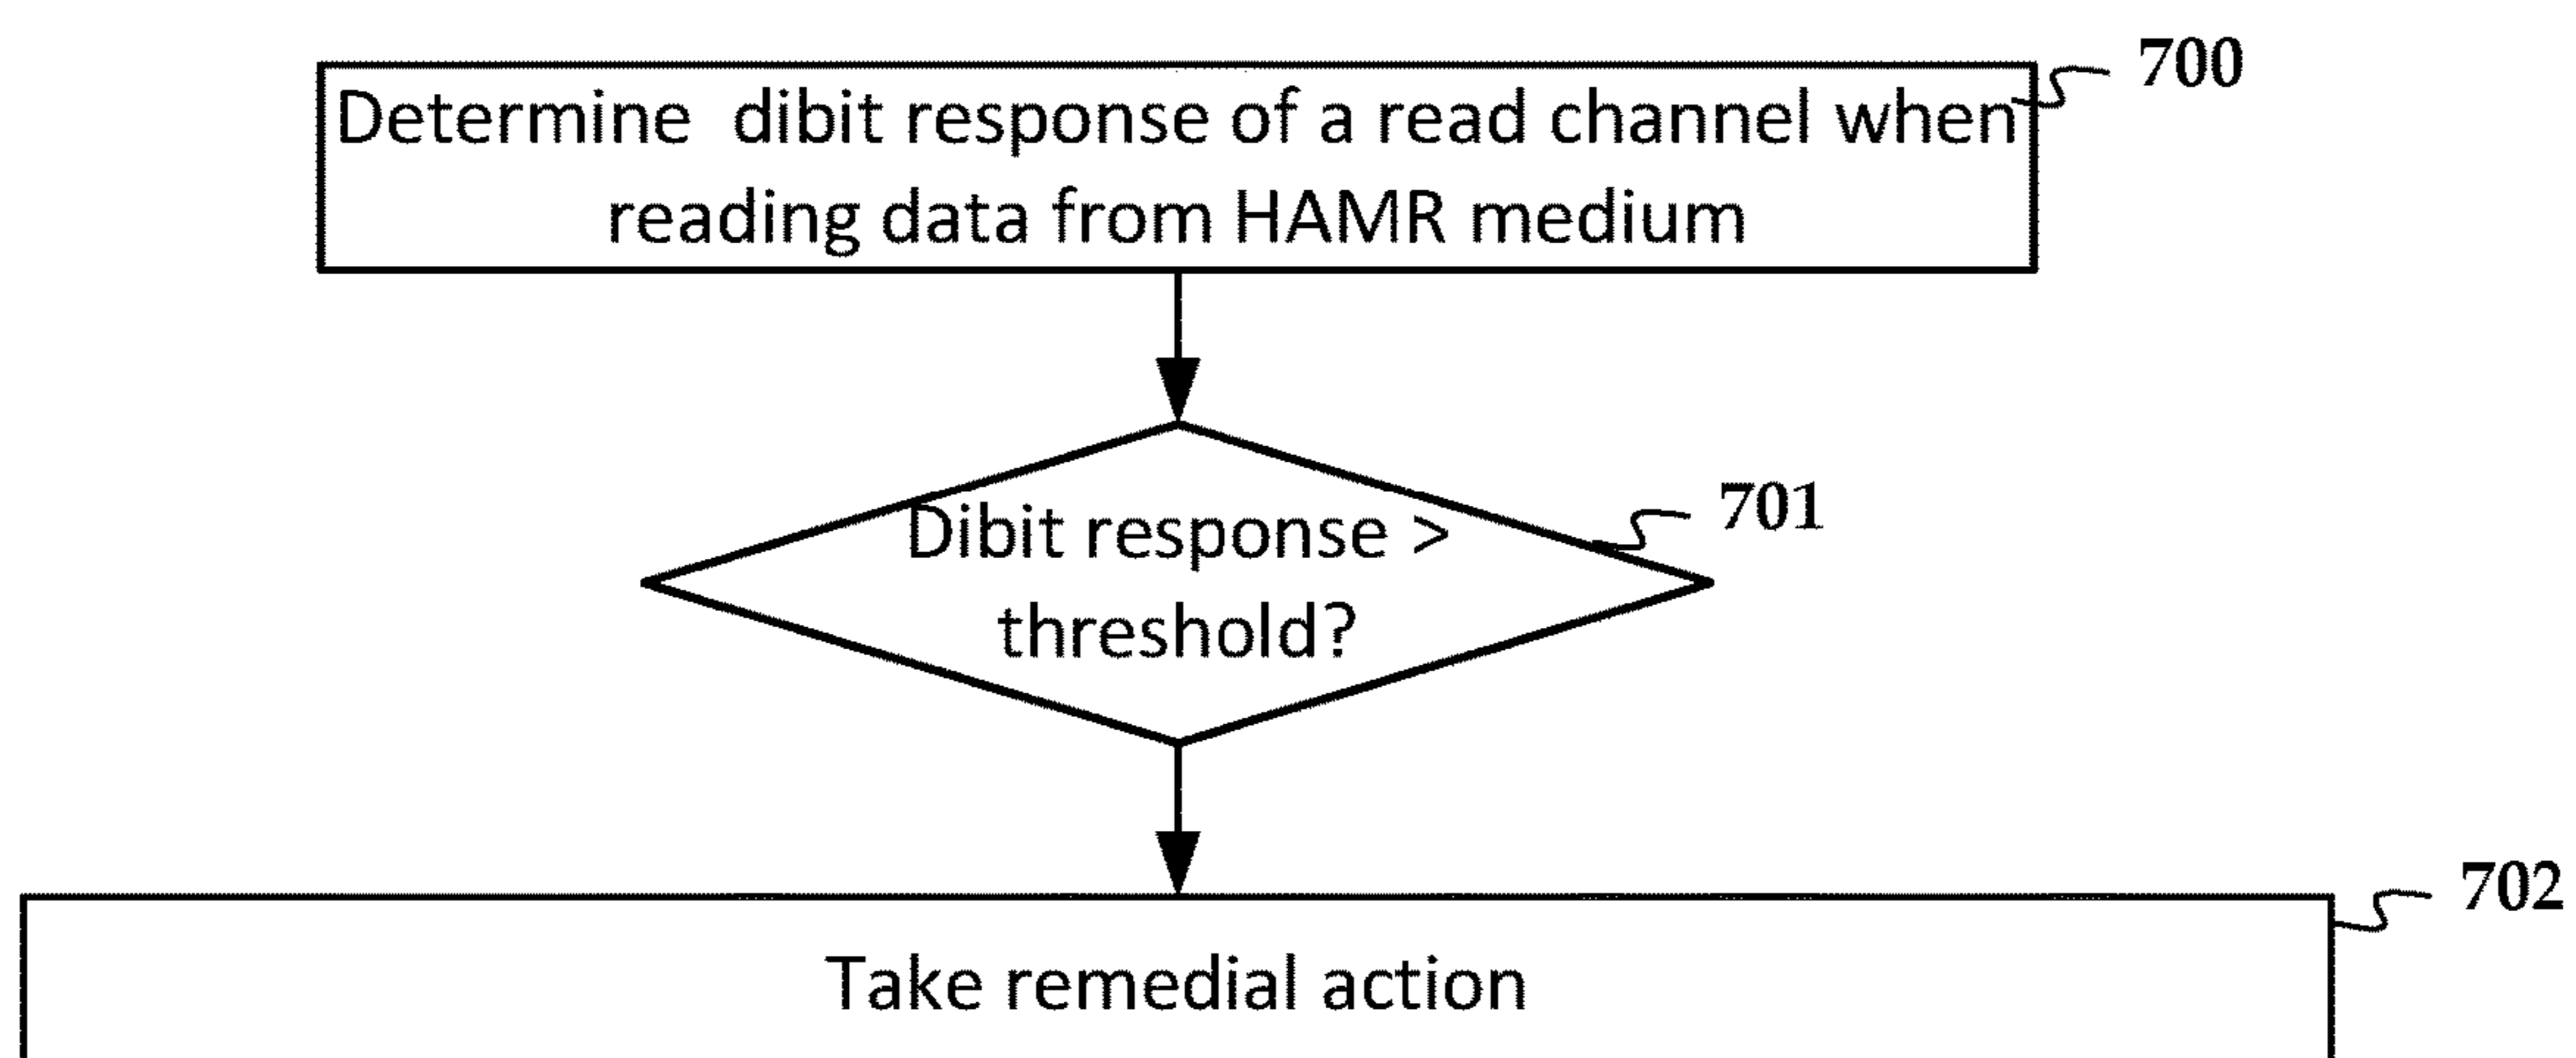 700
Determine dibit response of a read channel when
reading data from HAMR medium
701
Dibit response >
threshold?
702
Take remedial action